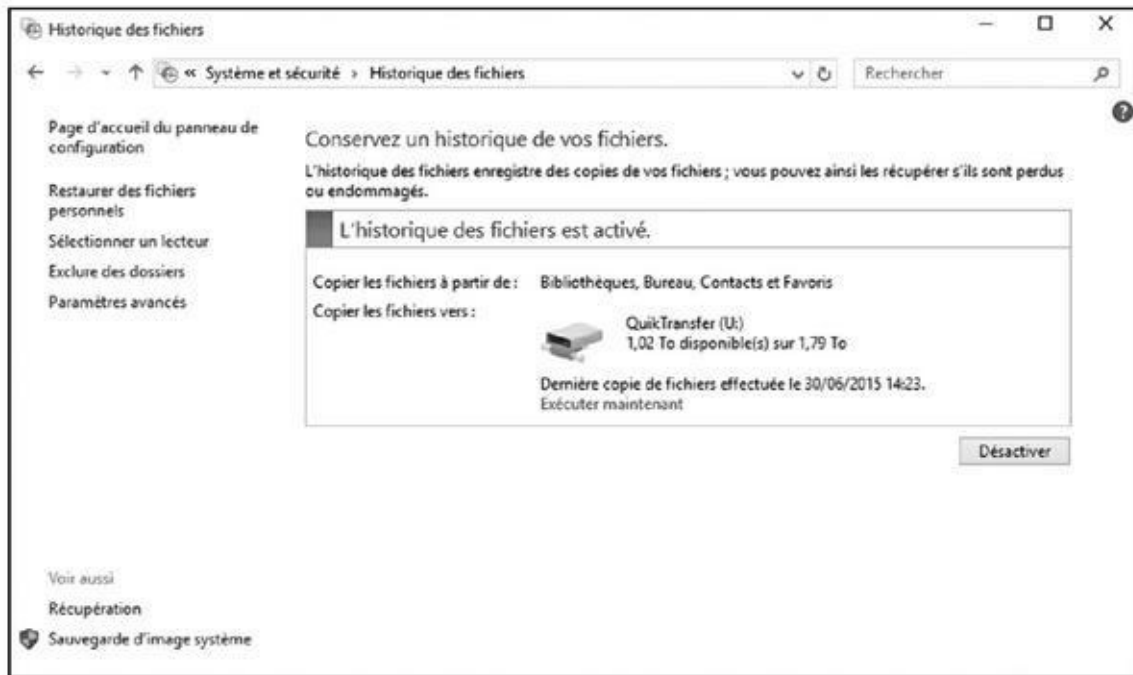 Historique des fichiers
« Système et sécurité > Historique des fichiers
Rechercher
Page d'accueil du panneau de
configuration
Restaurer des fichiers
personnels
Sélectionner un lecteur
Exclure des dossiers
Paramètres avancés
Conservez un historique de vos fichiers.
L'historique des fichiers enregistre des copies de vos fichiers ; vous pouvez ainsi les récupérer s'ils sont perdus
ou endommagés.
L'historique des fichiers est activé.
Copier les fichiers à partir de : Bibliothèques, Bureau, Contacts et Favoris
Copier les fichiers vers :
QuikTransfer (U:)
1,02 To disponible(s) sur 1,79 To
Dernière copie de fichiers effectuée le 30/06/2015 14:23.
Exécuter maintenant
Désactiver
Voir aussi
Récupération
Sauvegarde d'image système